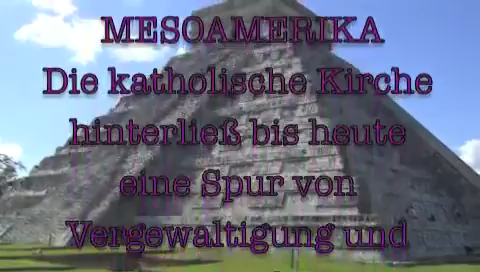 MESOAMERIKA
Die katholische Kirche
hinterließ bis heute
eine Spur von
Vergewaltigung und